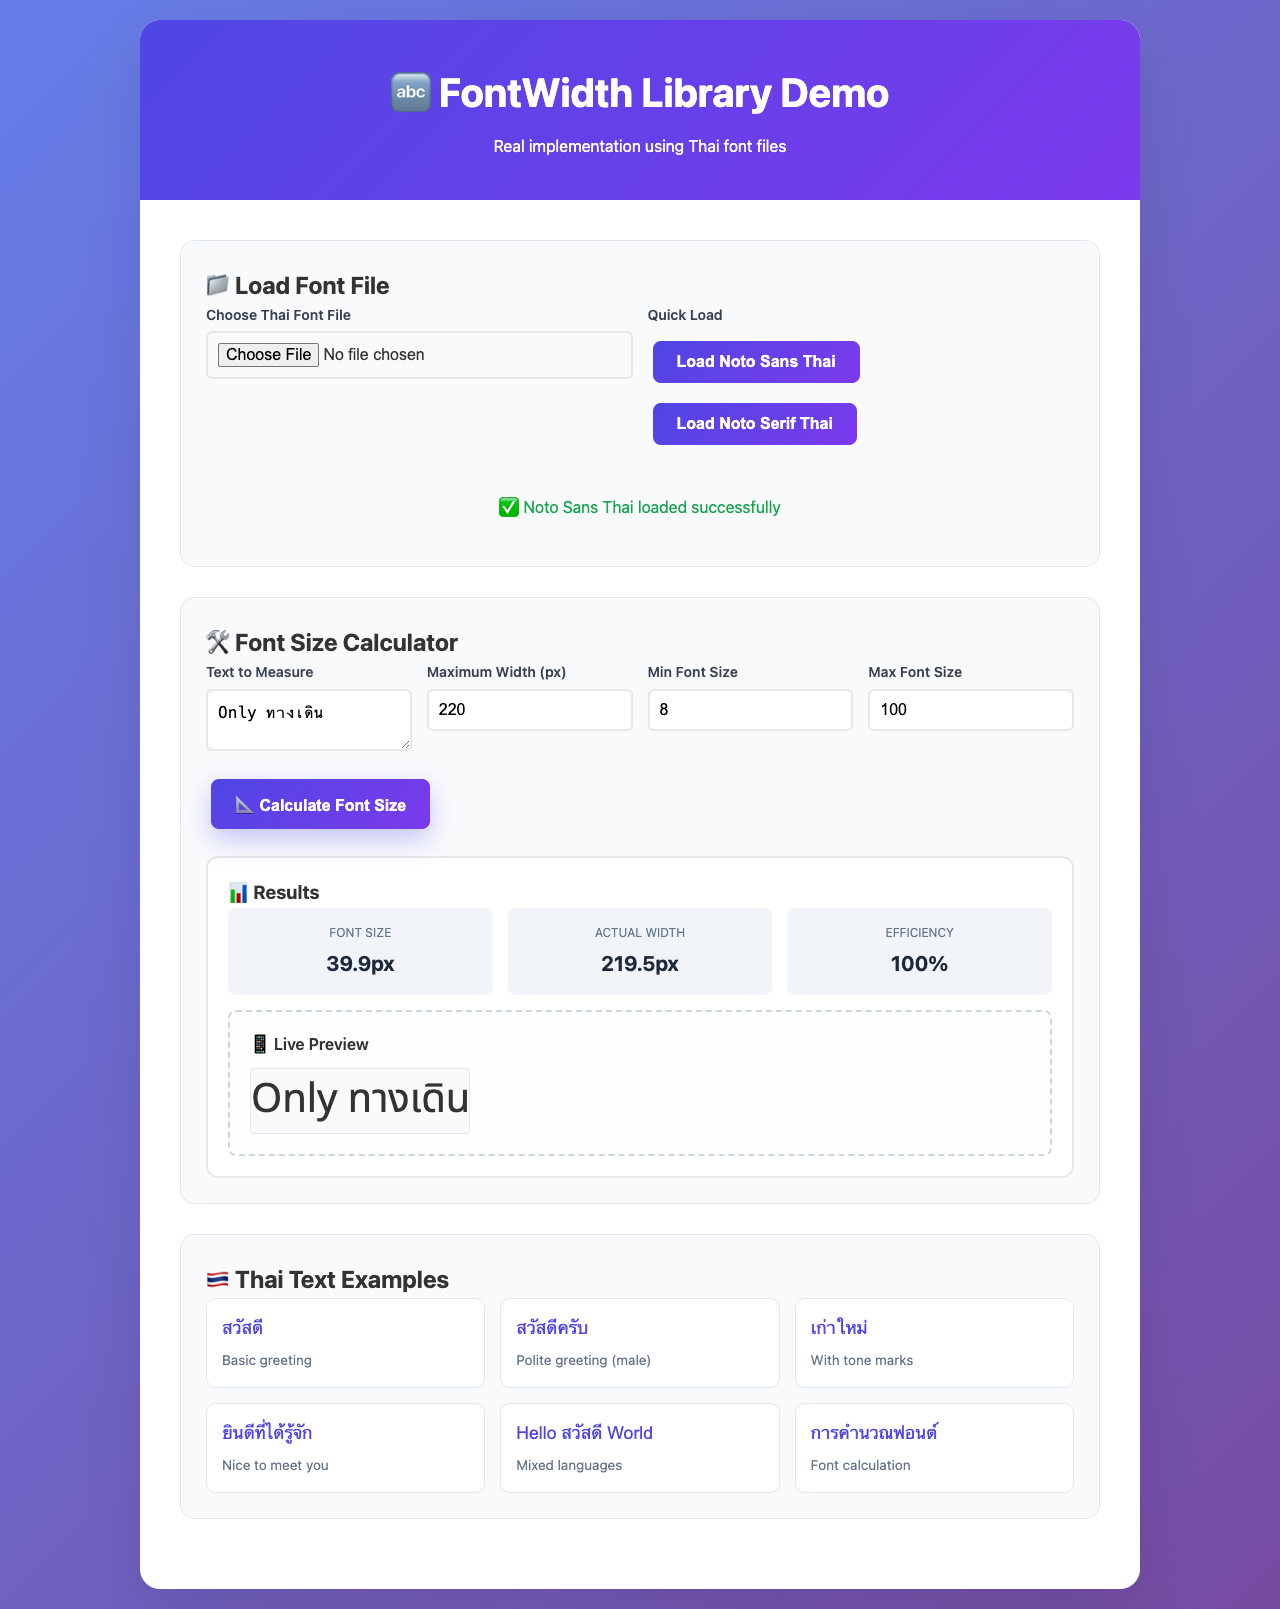 🔤 FontWidth Library Demo
Real implementation using Thai font files
📁 Load Font File
Choose Thai Font File
Quick Load
Choose File No file chosen
Load Noto Sans Thai
Load Noto Serif Thai
✅ Noto Sans Thai loaded successfully
🛠️ Font Size Calculator
Text to Measure
Maximum Width (px)
Min Font Size
Max Font Size
Only ทางเดิน
220
8
100
📐 Calculate Font Size
📊 Results
FONT SIZE
ACTUAL WIDTH
EFFICIENCY
39.9px
219.5px
100%
📱 Live Preview
Only ทางเดิน
🇹🇭 Thai Text Examples
สวัสดี
Basic greeting
สวัสดีครับ
Polite greeting (male)
เก่าใหม่
With tone marks
ยินดีที่ได้รู้จัก
Nice to meet you
Hello สวัสดี World
Mixed languages
การคำนวณฟอนต์
Font calculation